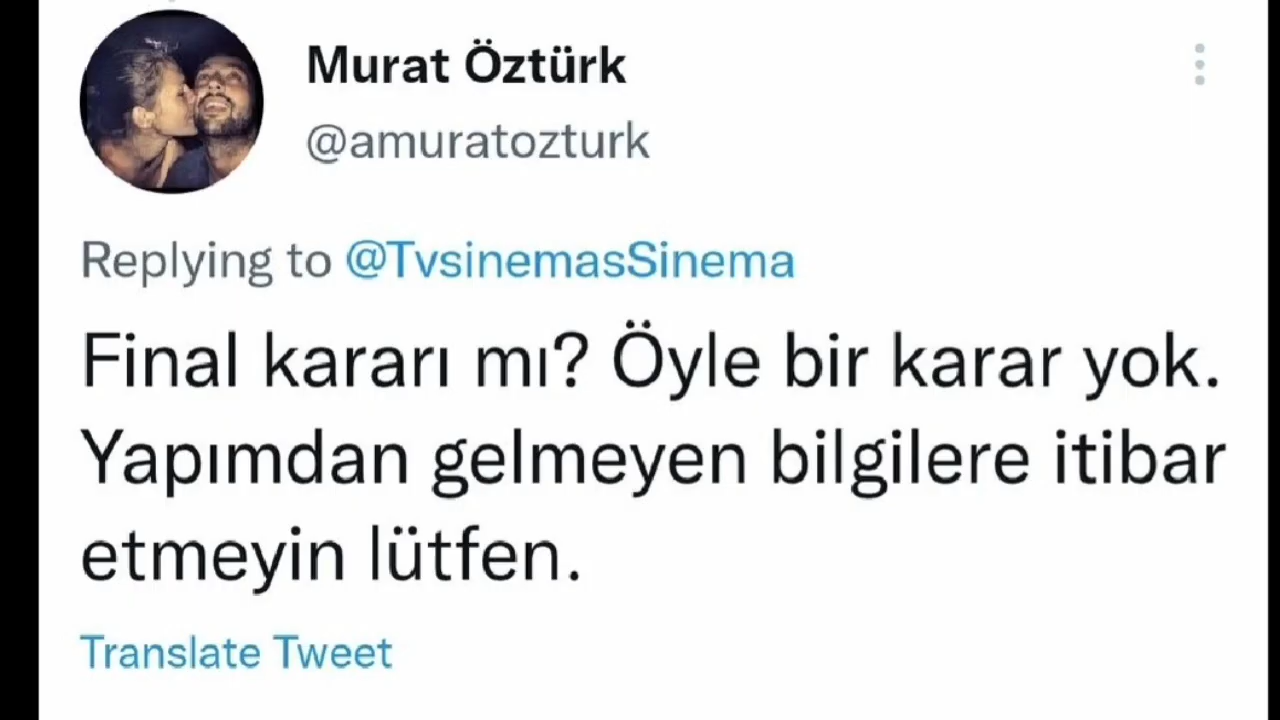 Murat Öztürk
@amuratozturk
Replying to @TvsinemasSinema
Final kararı mı? Öyle bir karar yok.
Yapımdan gelmeyen bilgilere itibar
etmeyin lütfen.
Translate Tweet